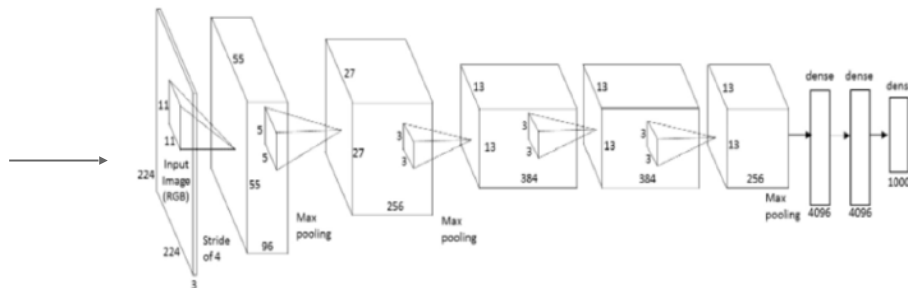 11
11
Input
Image
(RGB)
224
224
3
Stride
of 4
55
5
5
55
96
Max
pooling
27
3
3
27
256
Max
pooling
13
3
3
13
384
13
3
3
13
384
13
13
256
Max
pooling
dense
4096
dense
4096
dens
1000